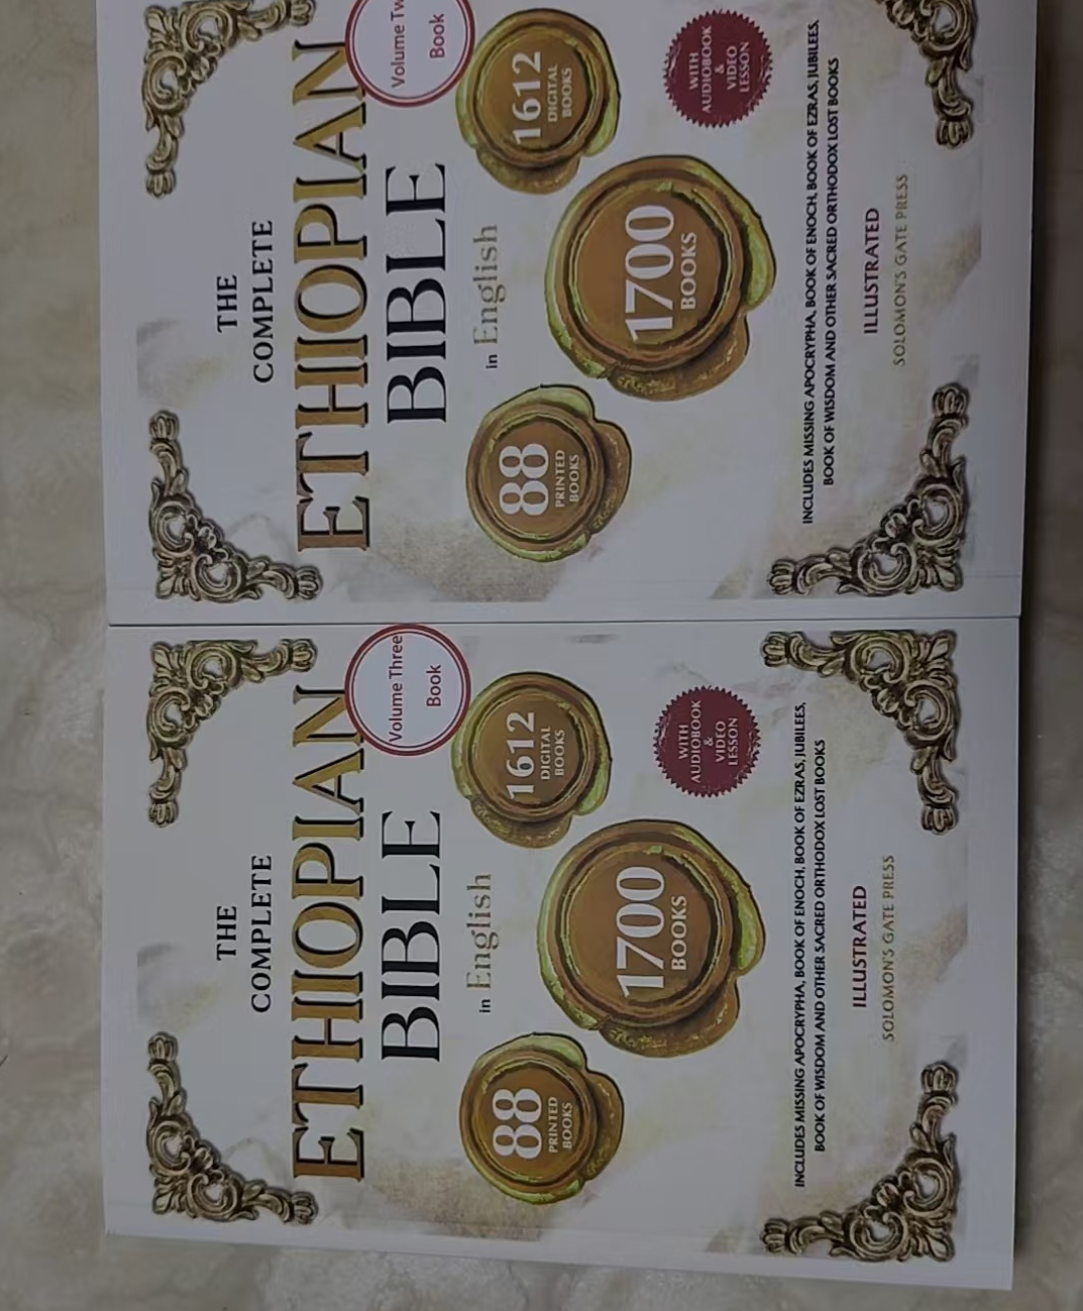 THE
COMPLETE
ETHIOPIAN
BIBLE
in English
Volume
Book
88
PRINTED
BOOKS
1700
BOOKS
1612
DIGITAL
BOOKS
WITH
AUDIOBOOK
&
VIDEO
LESSON
INCLUDES MISSING APOCRYPHA, BOOK OF ENOCH, BOOK OF EZRAS, JUBILEES,
BOOK OF WISDOM AND OTHER SACRED ORTHODOX LOST BOOKS
ILLUSTRATED
SOLOMON'S GATE PRESS
THE
COMPLETE
ETHIOPIAN
BIBLE
in English
Volume Three
Book
88
PRINTED
BOOKS
1700
BOOKS
1612
DIGITAL
BOOKS
WITH
AUDIOBOOK
&
VIDEO
LESSON
INCLUDES MISSING APOCRYPHA, BOOK OF ENOCH, BOOK OF EZRAS, JUBILEES,
BOOK OF WISDOM AND OTHER SACRED ORTHODOX LOST BOOKS
ILLUSTRATED
SOLOMON'S GATE PRESS